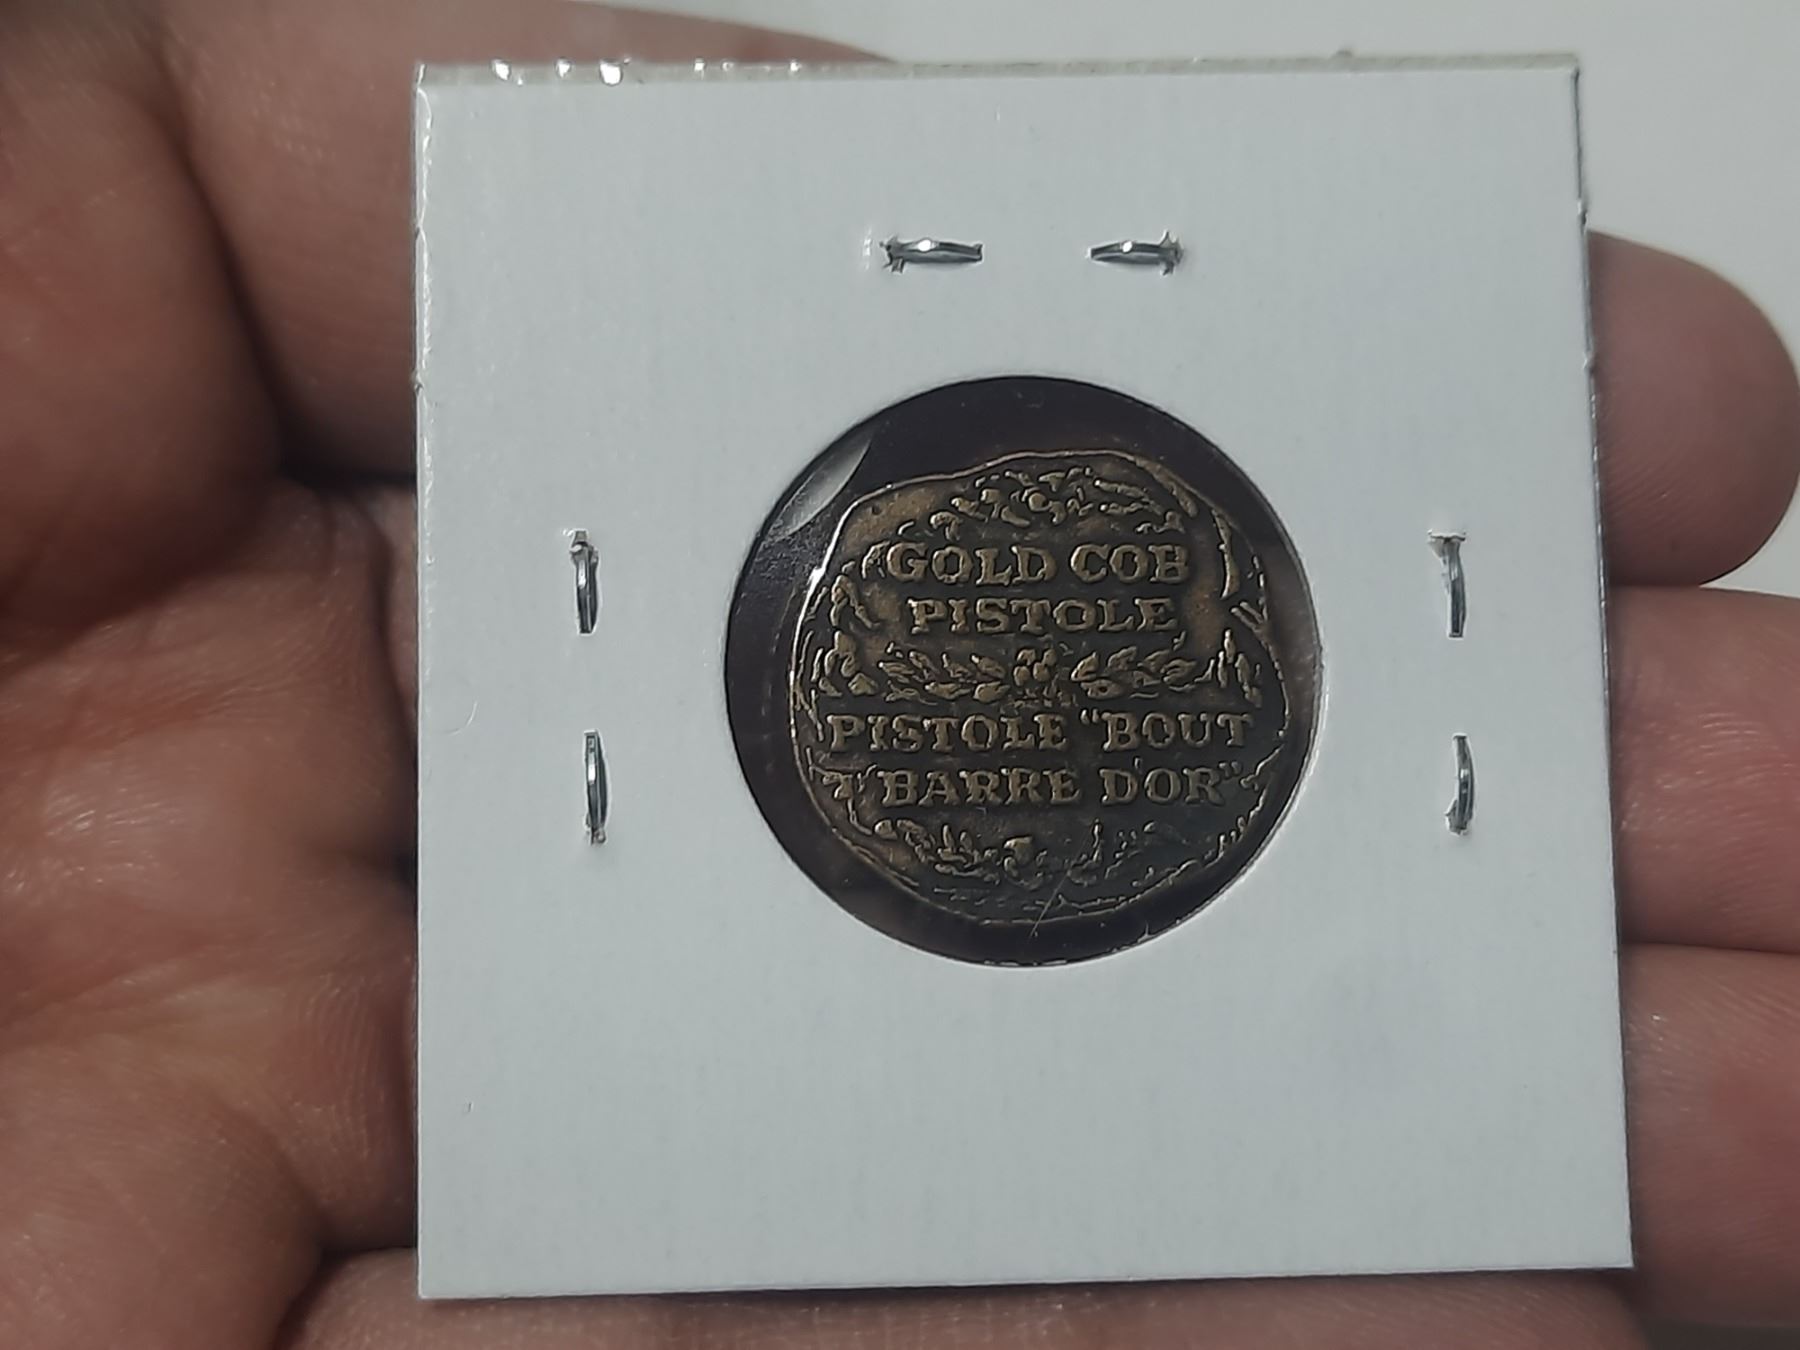 GOLD COB
PISTOLE
PISTOLE "BOUT
BARRE D'OR"